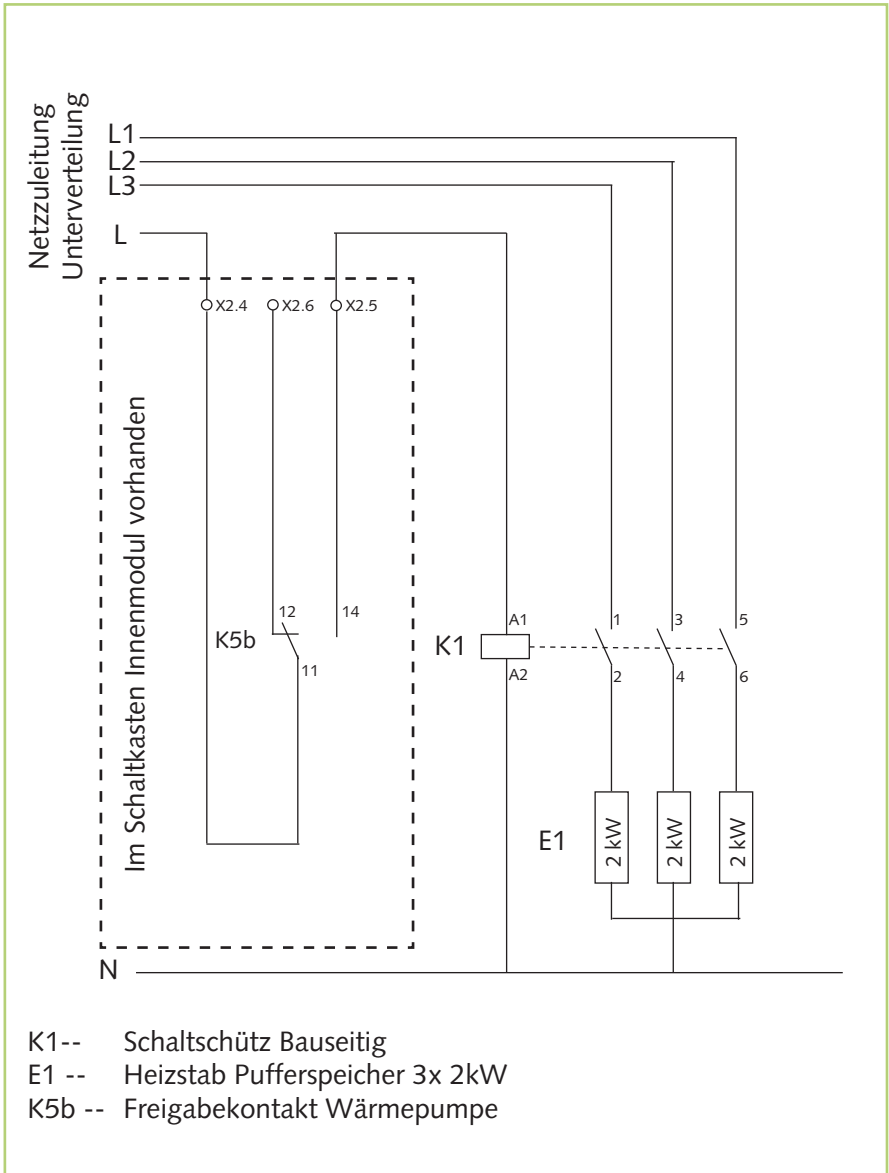 Netzzuleitung
Unterverteilung
L1
L2
L3
L
X2.4
X2.6
X2.5
Im Schaltkasten Innenmodul vorhanden
K5b
12
14
11
K1
A1
A2
1
3
5
2
4
6
E1
2 kW
2 kW
2 kW
N
K1-- Schaltschütz Bauseitig
E1 -- Heizstab Pufferspeicher 3x 2kW
K5b -- Freigabekontakt Wärmepumpe